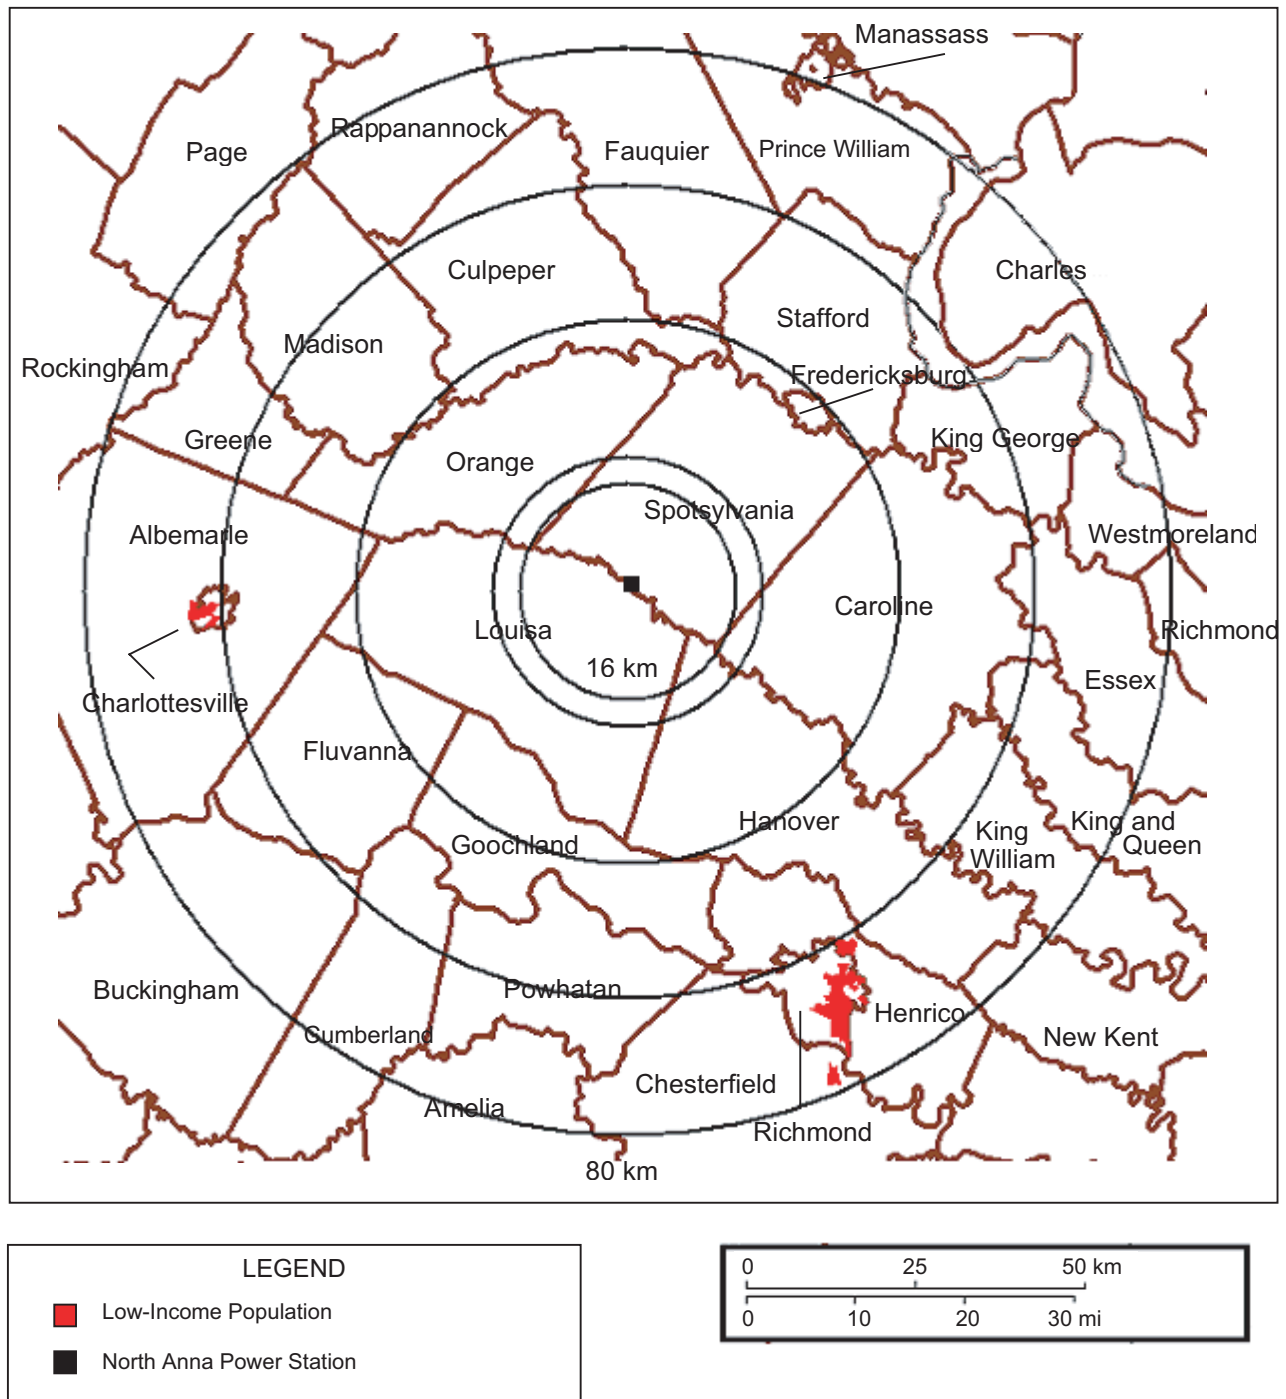 Manassass
Rappanannock
Page
Fauquier
Prince William
Culpeper
Charles
Stafford
Madison
Rockingham
Fredericksburg
Greene
King George
Orange
Spotsylvania
Albemarle
Westmoreland
Caroline
Louisa
Richmond
16 km
Essex
Charlottesville
Fluvanna
Hanover
King and
Queen
King
William
Goochland
Buckingham
Powhatan
Henrico
Cumberland
New Kent
Chesterfield
Amelia
Richmond
80 km
LEGEND
Low-Income Population
North Anna Power Station
0 25 50 km
0 10 20 30 mi